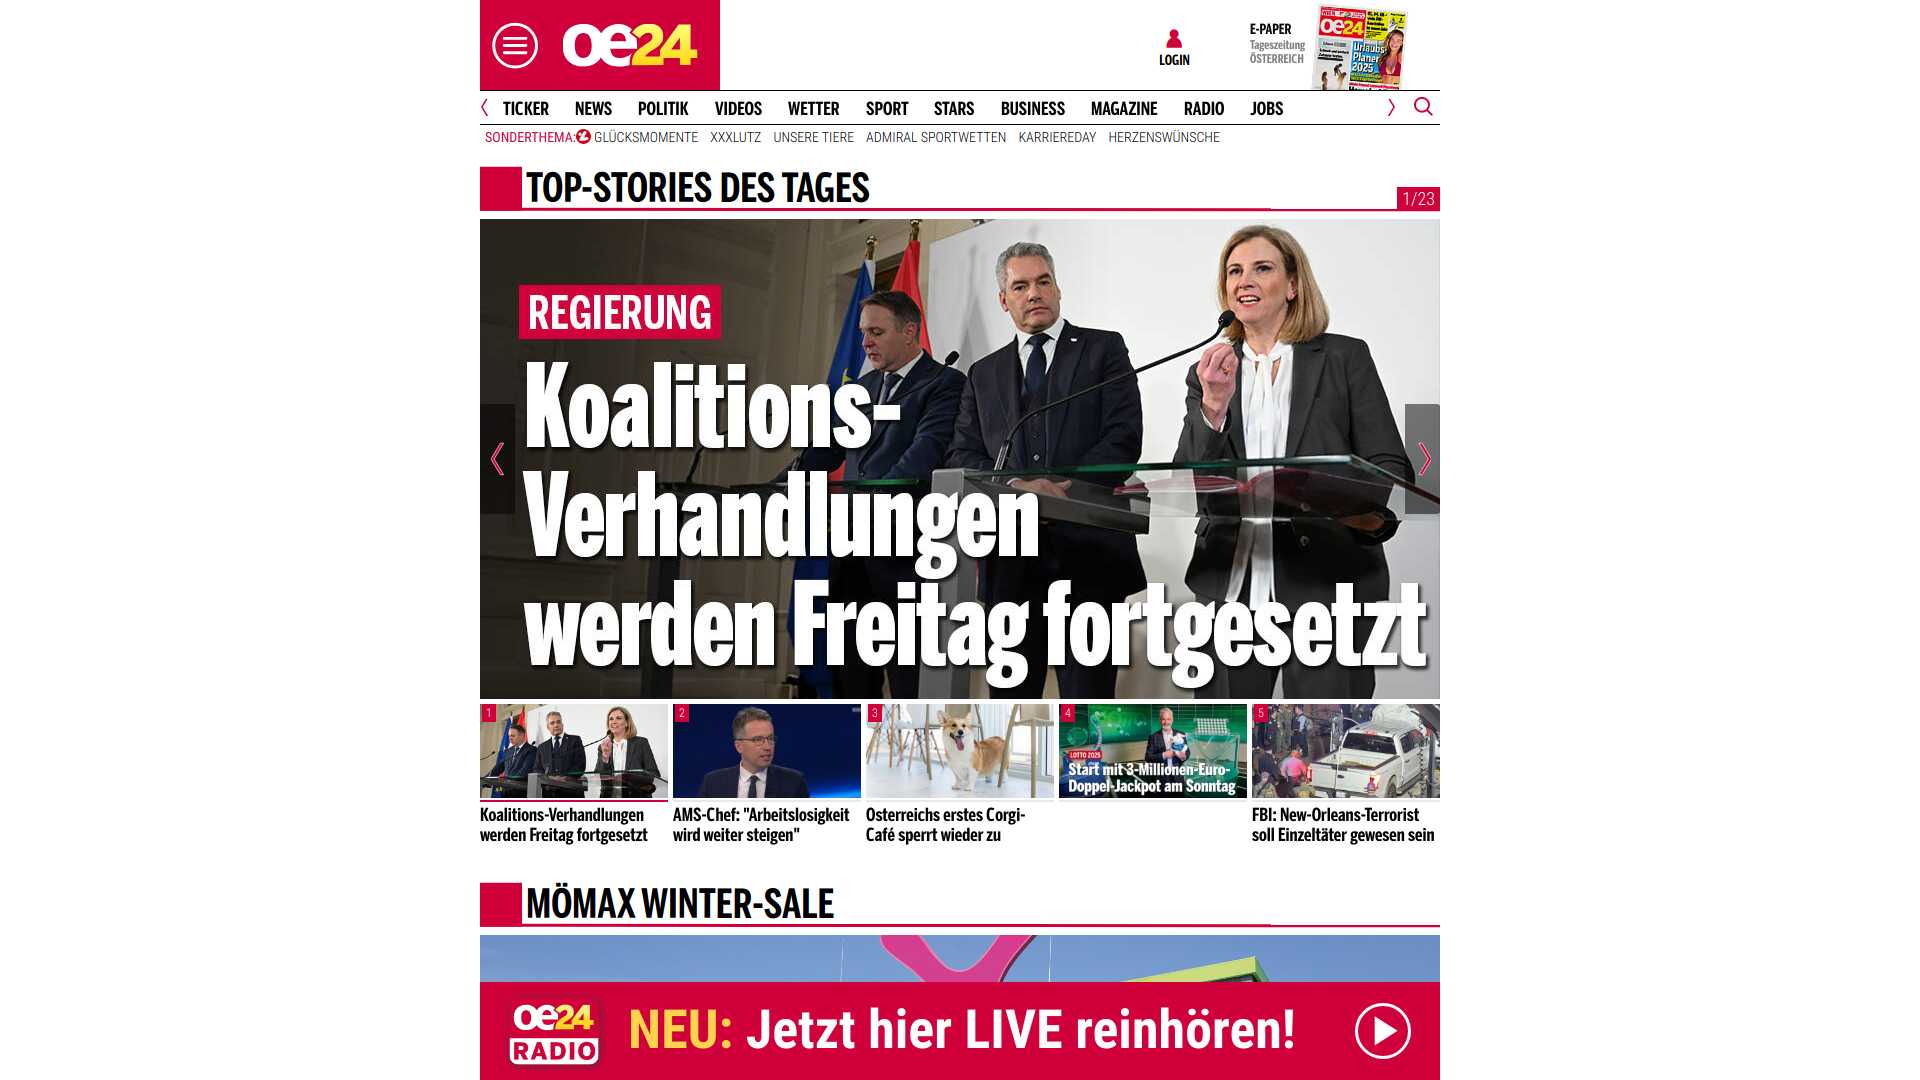 oe24
LOGIN
E-PAPER
Tageszeitung
ÖSTERREICH
oe24
Urlaubs-
Planer
2025
TICKER NEWS POLITIK VIDEOS WETTER SPORT STARS BUSINESS MAGAZINE RADIO JOBS
SONDERTHEMA: GLÜCKSMOMENTE XXXLUTZ UNSERE TIERE ADMIRAL SPORTWETTEN KARRIEREDAY HERZENSWÜNSCHE
TOP-STORIES DES TAGES
1/23
REGIERUNG
Koalitions-
Verhandlungen
werden Freitag fortgesetzt
1
2
3
4
5
LOTTO 2025
Start mit 3-Millionen-Euro-
Doppel-Jackpot am Sonntag
Koalitions-Verhandlungen
werden Freitag fortgesetzt
AMS-Chef: "Arbeitslosigkeit
wird weiter steigen"
Österreichs erstes Corgi-
Café sperrt wieder zu
FBI: New-Orleans-Terrorist
soll Einzeltäter gewesen sein
MÖMAX WINTER-SALE
oe24
RADIO
NEU: Jetzt hier LIVE reinhören!